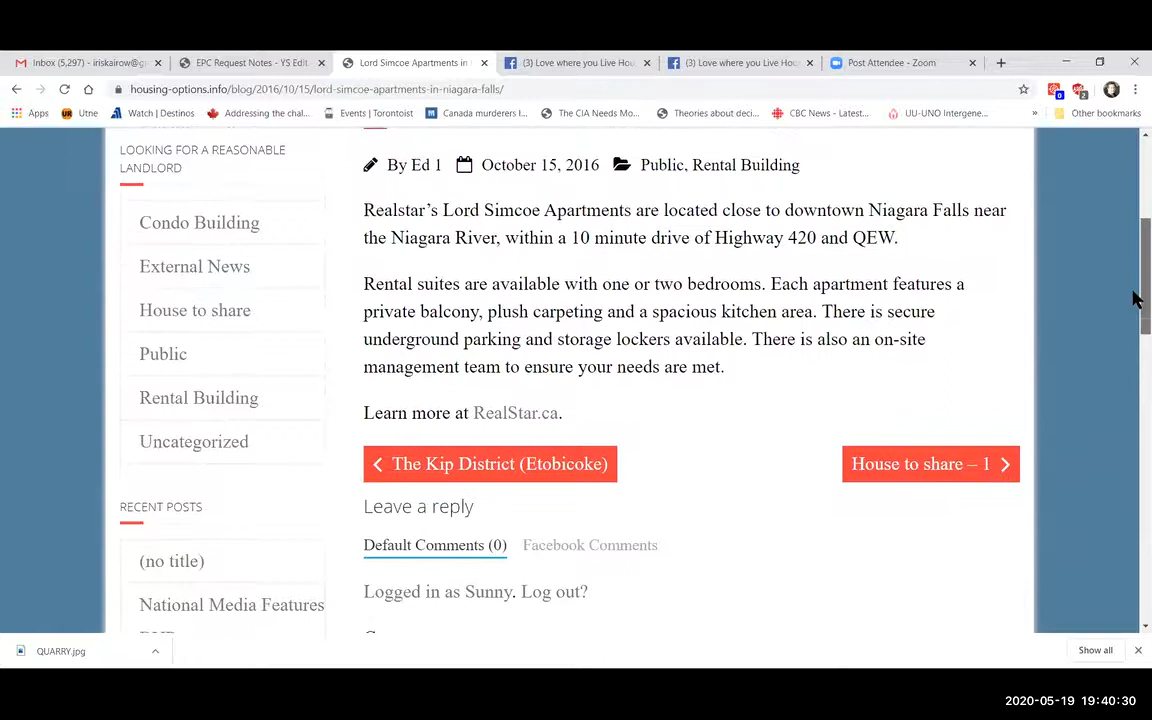 Inbox (5,297) - iriskairow@g
EPC Request Notes - YS Edit
Lord Simcoe Apartments in
(3) Love where you Live Hou
(3) Love where you Live Hou
Post Attendee - Zoom
housing-options.info/blog/2016/10/15/lord-simcoe-apartments-in-niagara-falls/
Apps
Utne
Watch | Destinos
Addressing the chal...
Events | Torontoist
Canada murderers I...
The CIA Needs Mo...
Theories about deci...
CBC News - Latest...
UU-UNO Intergene...
»
Other bookmarks
LOOKING FOR A REASONABLE
LANDLORD
Condo Building
External News
House to share
Public
Rental Building
Uncategorized
RECENT POSTS
(no title)
National Media Features
By Ed 1 October 15, 2016 Public, Rental Building
Realstar’s Lord Simcoe Apartments are located close to downtown Niagara Falls near
the Niagara River, within a 10 minute drive of Highway 420 and QEW.
Rental suites are available with one or two bedrooms. Each apartment features a
private balcony, plush carpeting and a spacious kitchen area. There is secure
underground parking and storage lockers available. There is also an on-site
management team to ensure your needs are met.
Learn more at RealStar.ca.
The Kip District (Etobicoke)
House to share – 1
Leave a reply
Default Comments (0) Facebook Comments
Logged in as Sunny. Log out?
QUARRY.jpg
Show all
2020-05-19 19:40:30